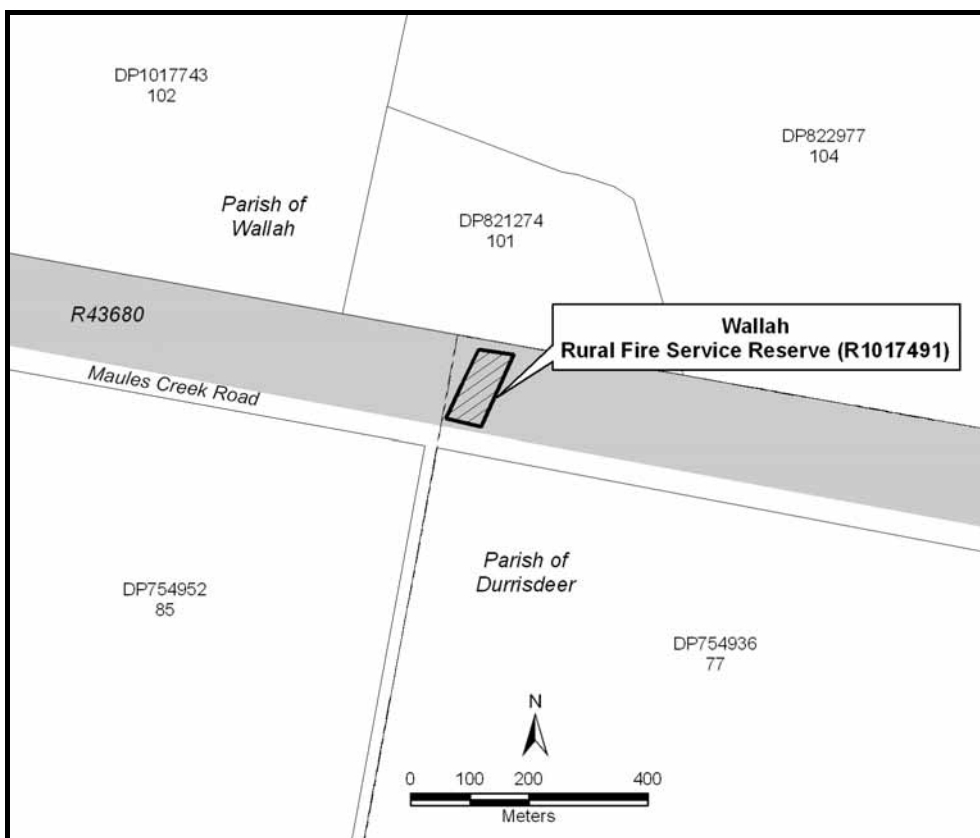 DP1017743
102
DP822977
104
Parish of
Wallah
DP821274
101
R43680
Wallah
Rural Fire Service Reserve (R1017491)
Maules Creek Road
Parish of
Durrisdeer
DP754952
85
DP754936
77
N
0 100 200 400
Meters